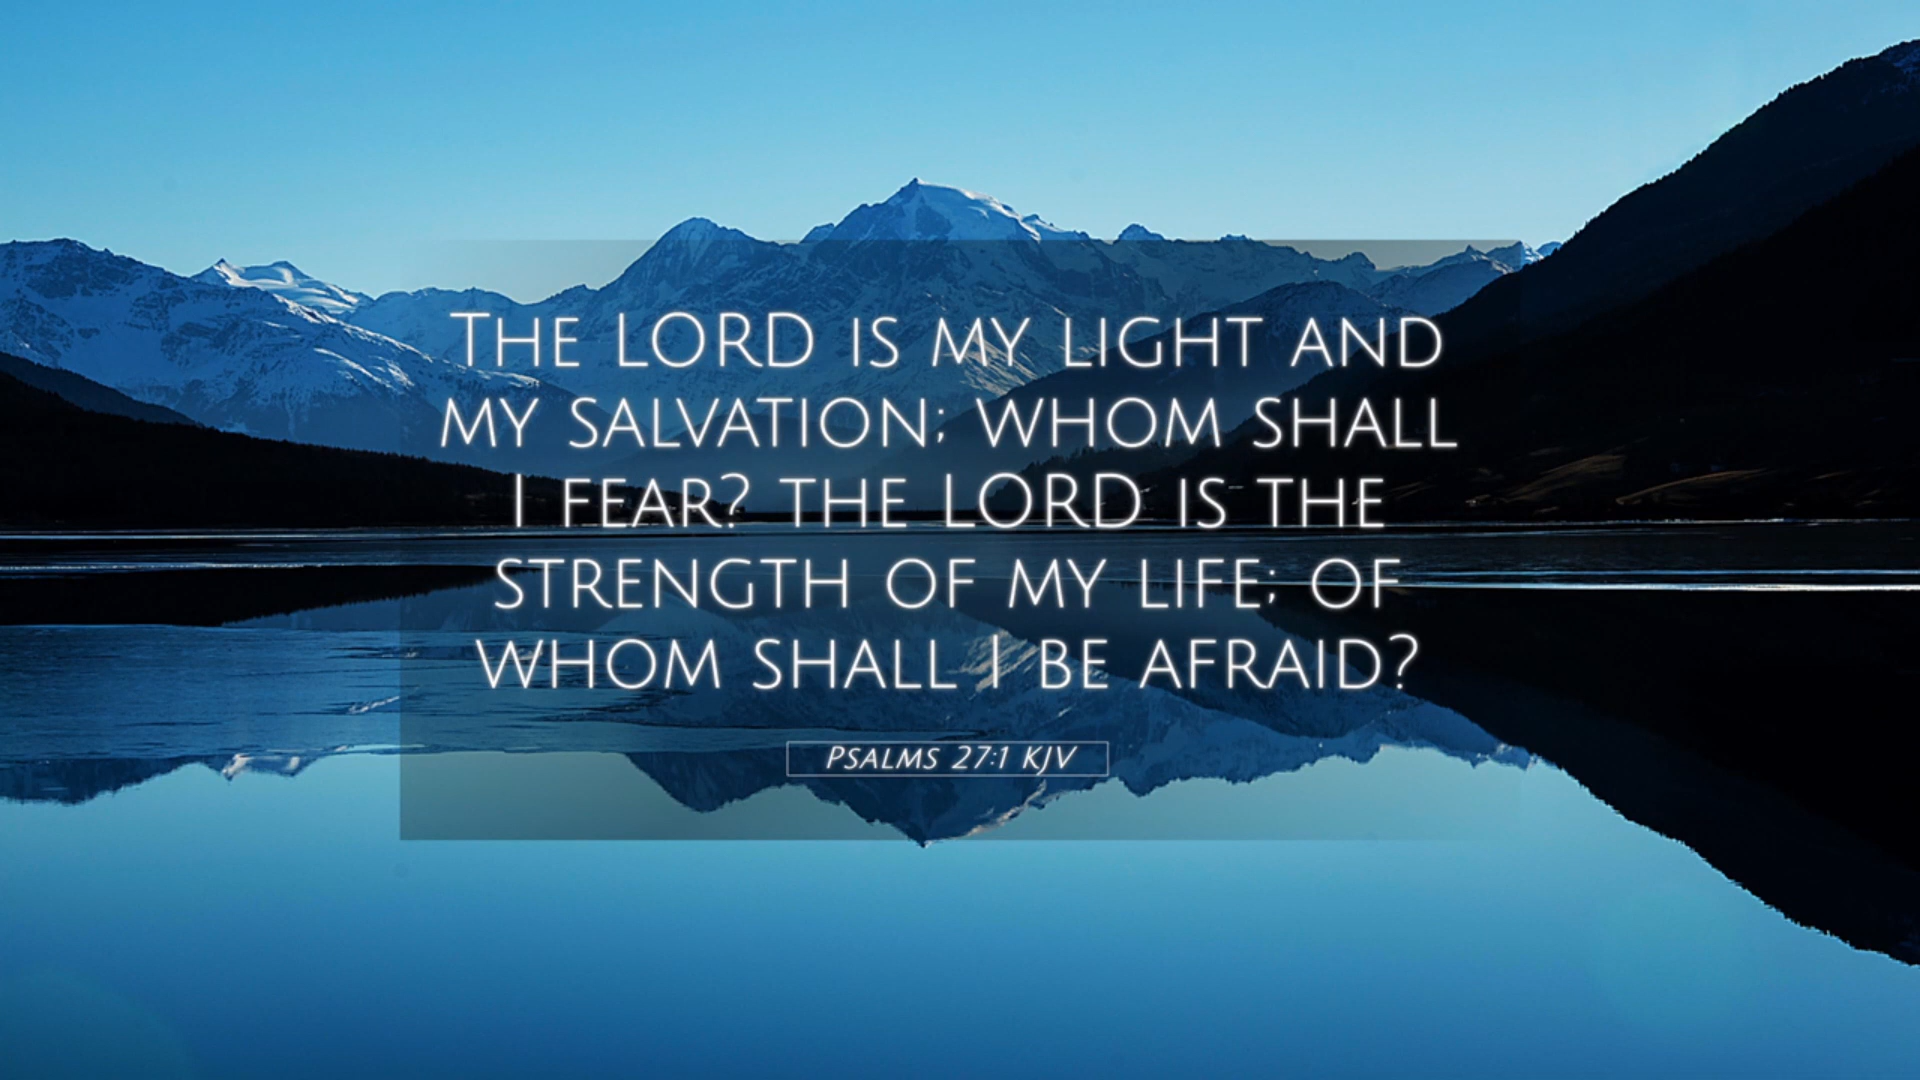 The LORD is my light and
my salvation; whom shall
I fear? the LORD is the
strength of my life; of
whom shall I be afraid?
Psalms 27:1 KJV